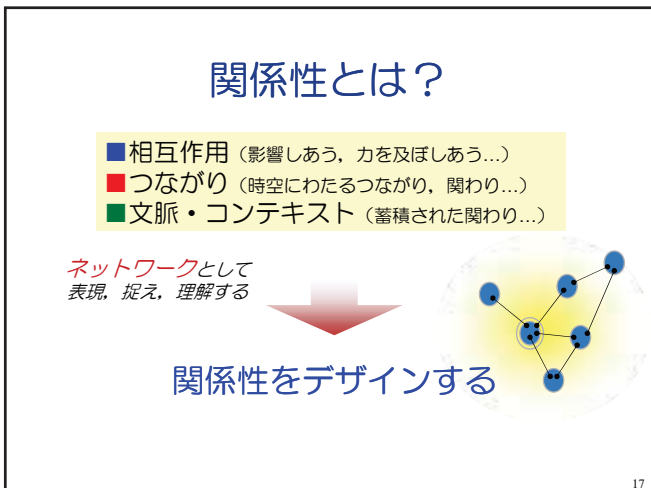 関係性とは？
■相互作用（影響しあう，力を及ぼしあう…）
■つながり（時空にわたるつながり，関わり…）
■文脈・コンテキスト（蓄積された関わり…）
ネットワークとして
表現，捉え，理解する
関係性をデザインする
17